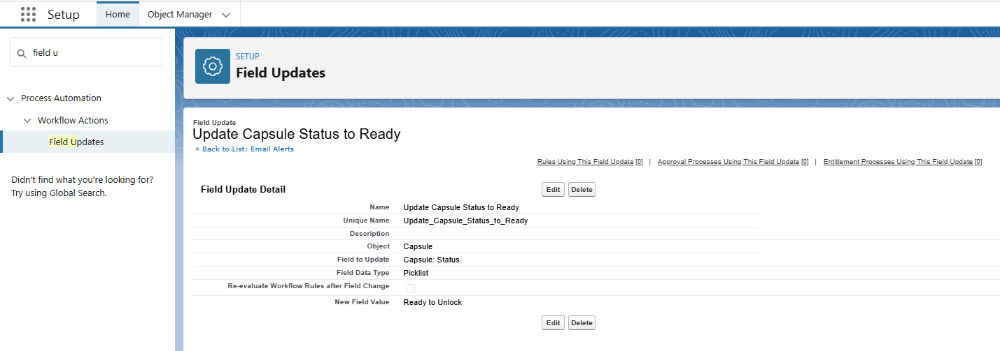 Setup
Home
Object Manager
field u
Process Automation
Workflow Actions
Field Updates
Didn't find what you're looking for?
Try using Global Search.
SETUP
Field Updates
Field Update
Update Capsule Status to Ready
« Back to List: Email Alerts
Rules Using This Field Update [0] | Approval Processes Using This Field Update [0] | Entitlement Processes Using This Field Update [0]
Field Update Detail Edit Delete
Name Update Capsule Status to Ready
Unique Name Update_Capsule_Status_to_Ready
Description
Object Capsule
Field to Update Capsule: Status
Field Data Type Picklist
Re-evaluate Workflow Rules after Field Change
New Field Value Ready to Unlock
Edit Delete